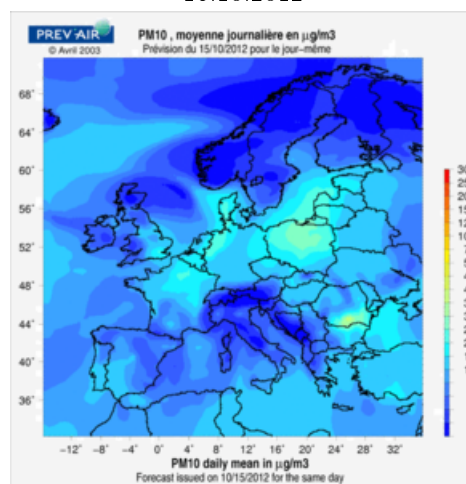 PREV'AIR
© Avril 2003
PM10 , moyenne journalière en µg/m3
Prévision du 15/10/2012 pour le jour-même
68°
64°
60°
56°
52°
48°
44°
40°
36°
−12° −8° −4° 0° 4° 8° 12° 16° 20° 24° 28° 32°
PM10 daily mean in µg/m3
Forecast issued on 10/15/2012 for the same day